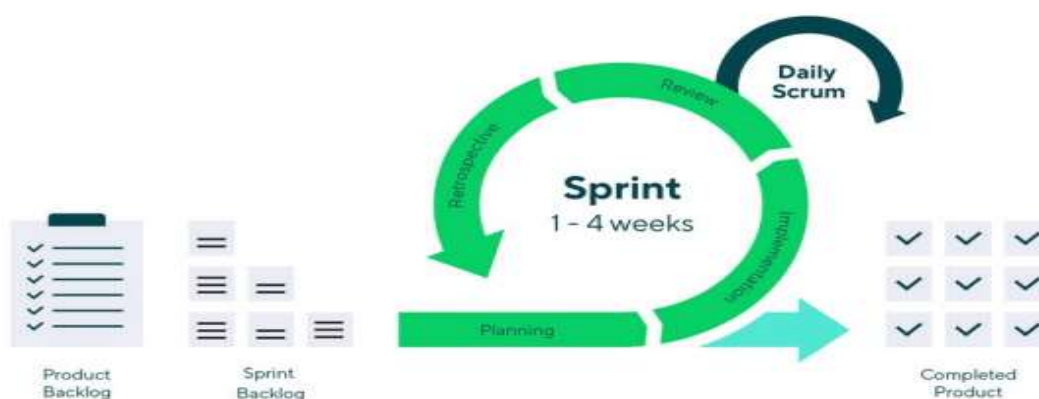 Daily
Scrum
Review
Retrospective
Sprint
1 - 4 weeks
Implementation
Planning
Product
Backlog
Sprint
Backlog
Completed
Product